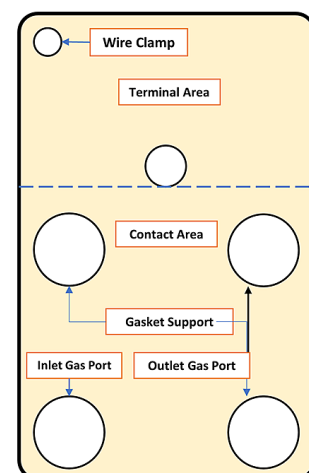 Wire Clamp
Terminal Area
Contact Area
Gasket Support
Inlet Gas Port
Outlet Gas Port